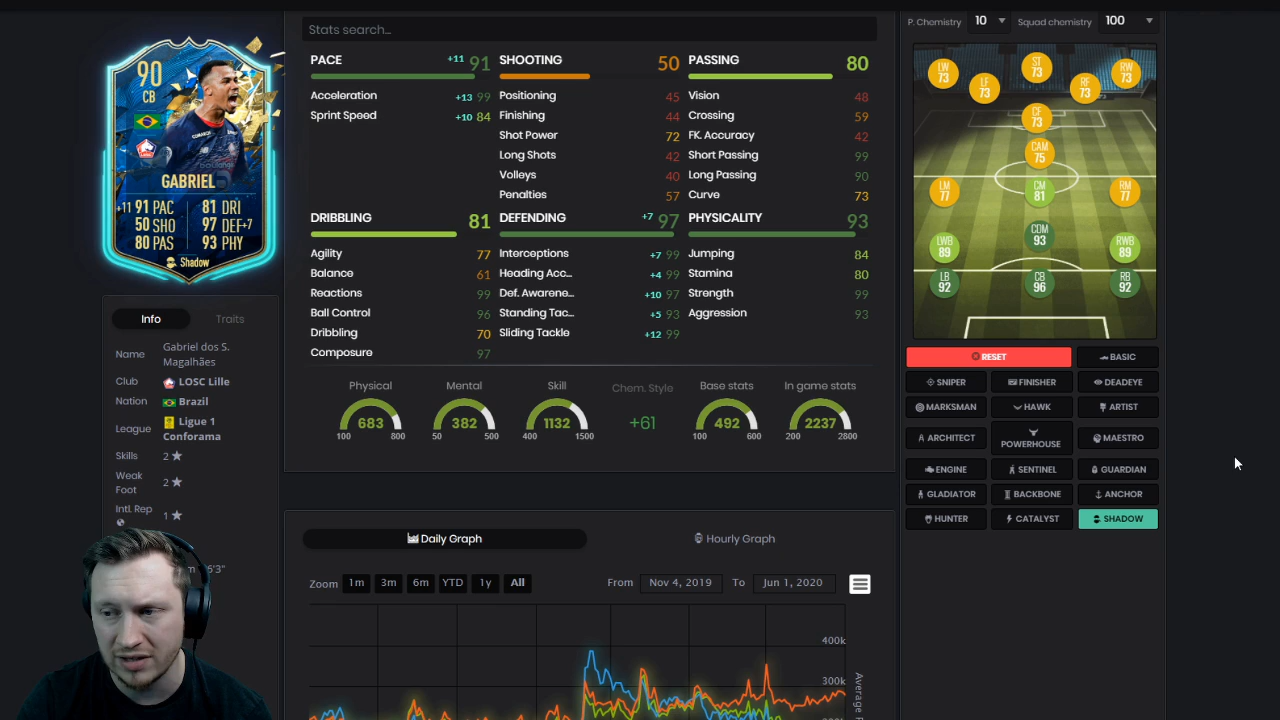 P. Chemistry 10 Squad chemistry 100
Stats search...
90
CB
GABRIEL
+11 91 PAC 81 DRI
50 SHO 97 DEF+7
80 PAS 93 PHY
Shadow
PACE +11 91
Acceleration +13 99
Sprint Speed +10 84
SHOOTING 50
Positioning 45
Finishing 44
Shot Power 72
Long Shots 42
Volleys 40
Penalties 57
PASSING 80
Vision 48
Crossing 59
FK. Accuracy 42
Short Passing 99
Long Passing 90
Curve 73
DRIBBLING 81
Agility 77
Balance 61
Reactions 99
Ball Control 96
Dribbling 70
Composure 97
DEFENDING +7 97
Interceptions +7 99
Heading Acc... +4 99
Def. Awarene... +10 97
Standing Tac... +5 93
Sliding Tackle +12 99
PHYSICALITY 93
Jumping 84
Stamina 80
Strength 99
Aggression 93
Physical
683
100 800
Mental
382
50 500
Skill
1132
400 1500
Chem. Style
+61
Base stats
492
100 600
In game stats
2237
200 2800
Info Traits
Name Gabriel dos S. Magalhães
Club LOSC Lille
Nation Brazil
League Ligue 1 Conforama
Skills 2
Weak Foot 2
Intl. Rep 1
6'3"
Daily Graph Hourly Graph
Zoom 1m 3m 6m YTD 1y All From Nov 4, 2019 To Jun 1, 2020
400k
300k
Average
LW 73
LF 73
ST 73
RF 73
RW 73
CF 73
CAM 75
LM 77
CM 81
RM 77
LWB 89
CDM 93
RWB 89
LB 92
CB 96
RB 92
RESET BASIC
SNIPER FINISHER DEADEYE
MARKSMAN HAWK ARTIST
ARCHITECT POWERHOUSE MAESTRO
ENGINE SENTINEL GUARDIAN
GLADIATOR BACKBONE ANCHOR
HUNTER CATALYST SHADOW